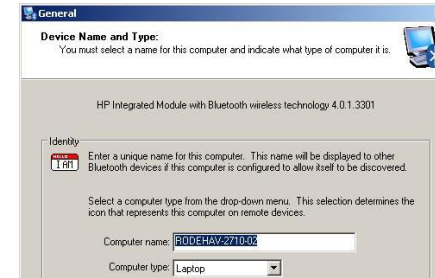 General
Device Name and Type:
You must select a name for this computer and indicate what type of computer it is.
HP Integrated Module with Bluetooth wireless technology 4.0.1.3301
Identity
HELLO
I AM
Enter a unique name for this computer. This name will be displayed to other
Bluetooth devices if this computer is configured to allow itself to be discovered.
Select a computer type from the drop-down menu. This selection determines the
icon that represents this computer on remote devices.
Computer name: RODEHAV-2710-02
Computer type: Laptop